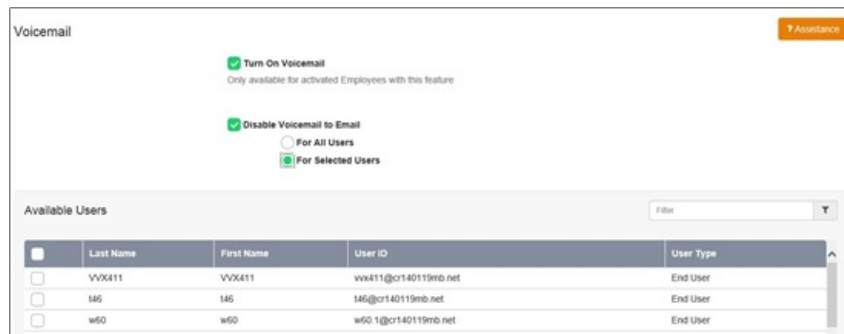 Voicemail
? Assistance
Turn On Voicemail
Only available for activated Employees with this feature
Disable Voicemail to Email
For All Users
For Selected Users
Available Users
Filter
Last Name First Name User ID User Type
VVX411 VVX411 vvx411@cr140119mb.net End User
t46 t46 t46@cr140119mb.net End User
w60 w60 w60.1@cr140119mb.net End User